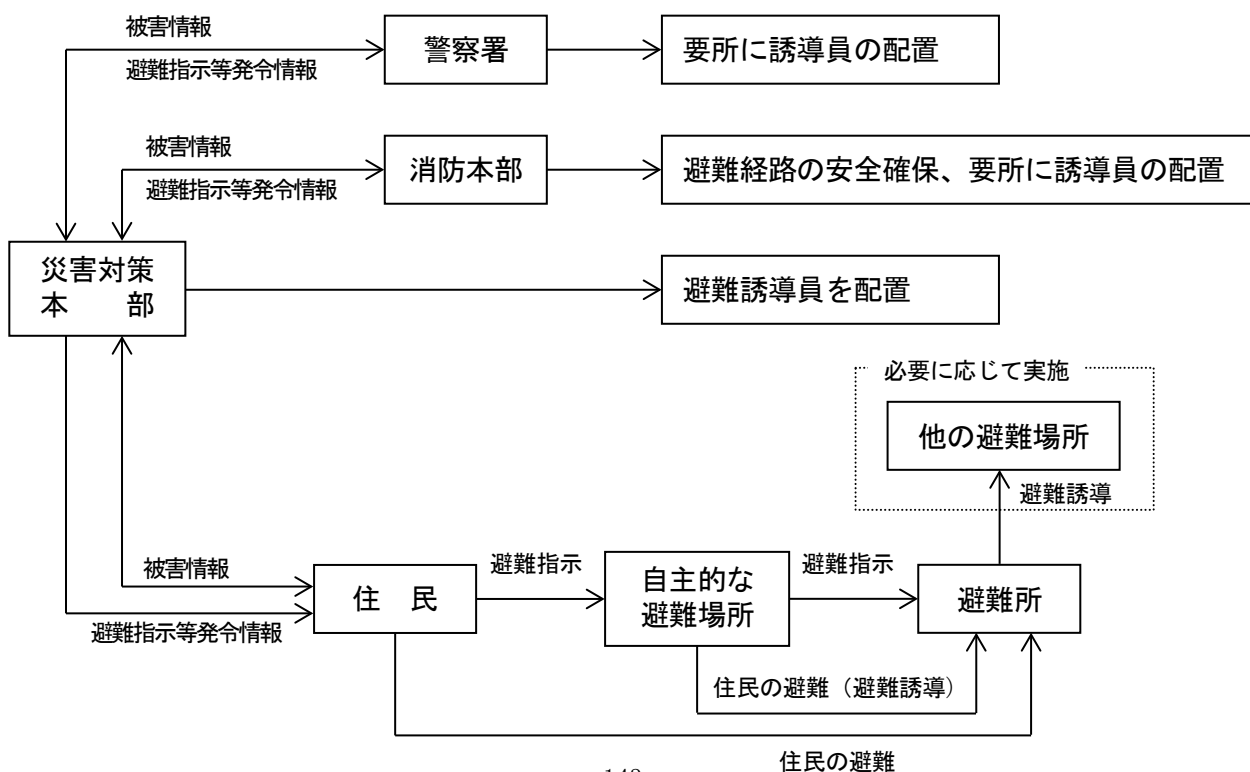 被害情報
避難指示等発令情報
警察署
要所に誘導員の配置
被害情報
避難指示等発令情報
消防本部
避難経路の安全確保、要所に誘導員の配置
災害対策
本　　部
避難誘導員を配置
必要に応じて実施
他の避難場所
避難誘導
被害情報
避難指示等発令情報
住　民
避難指示
自主的な
避難場所
避難指示
避難所
住民の避難（避難誘導）
住民の避難